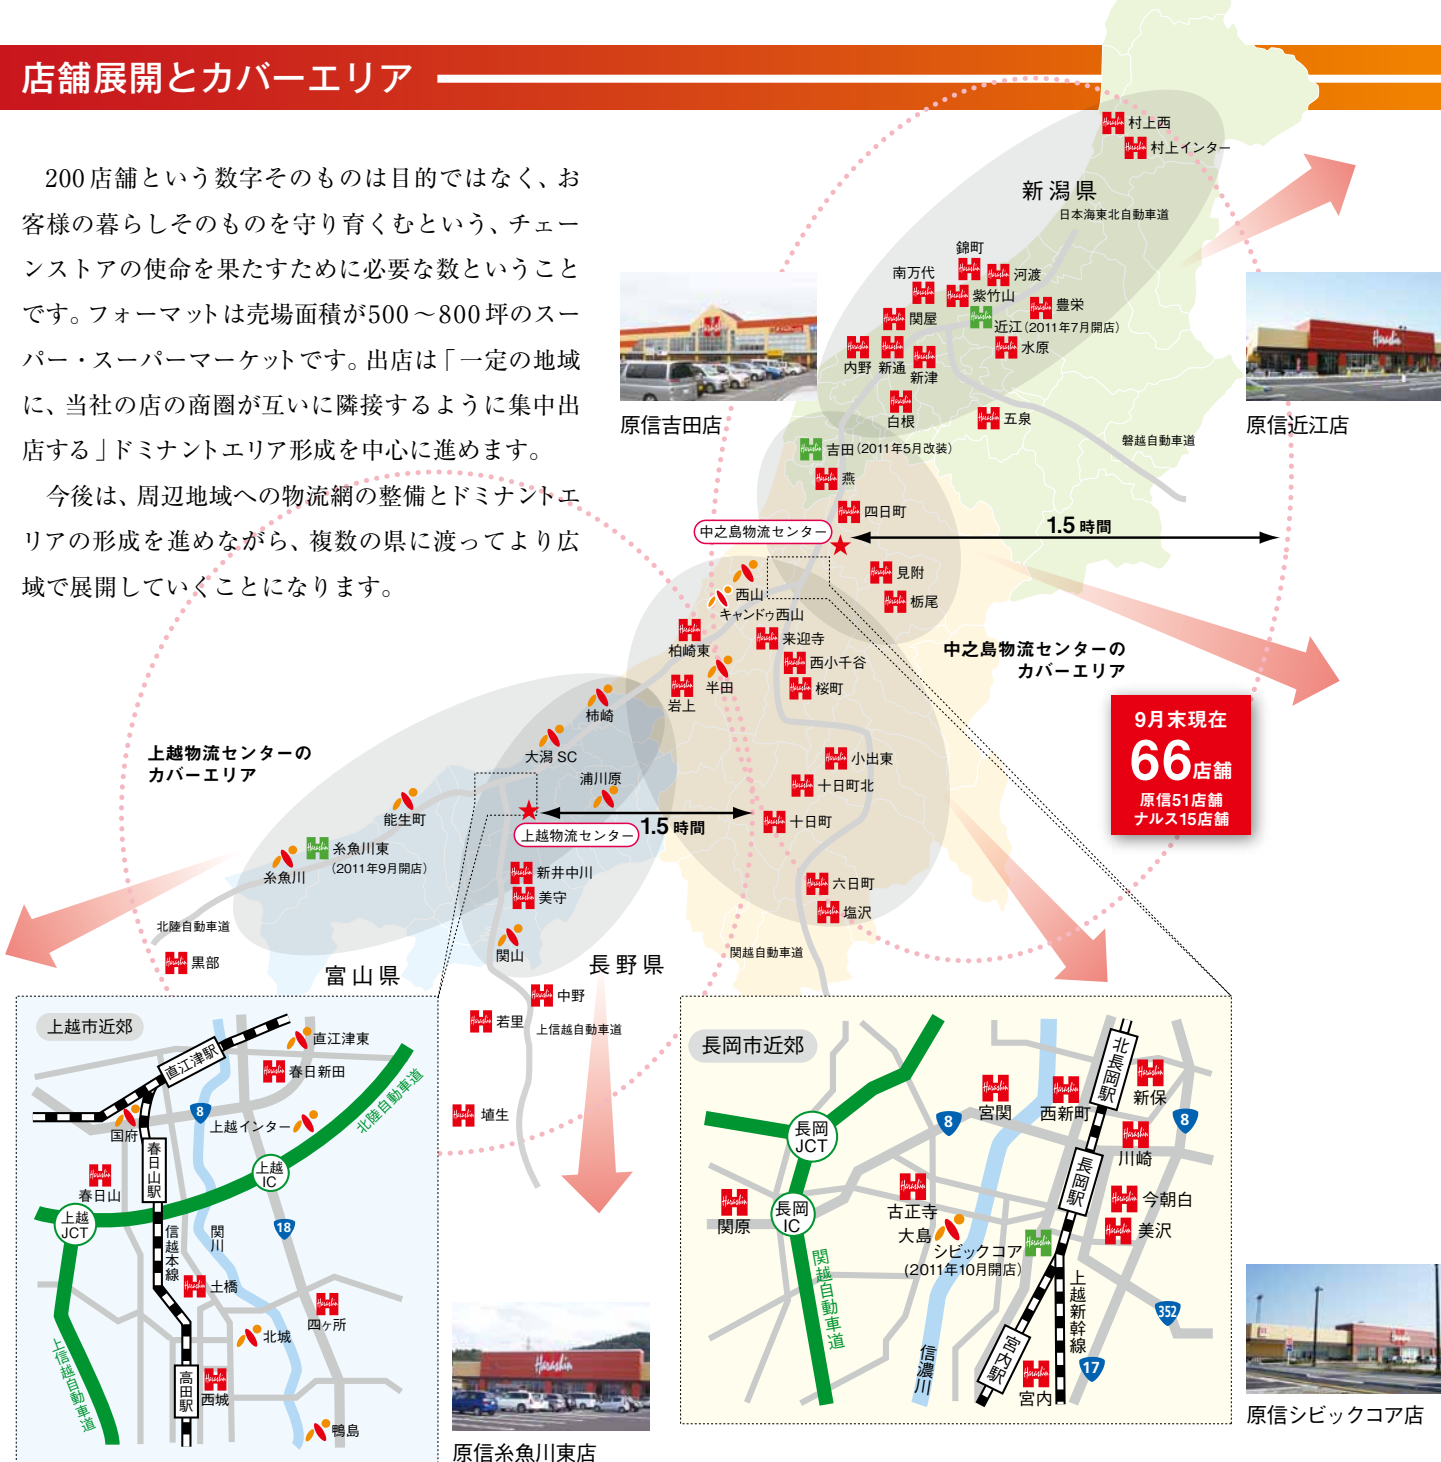 店舗展開とカバーエリア
200店舗という数字そのものは目的ではなく、お
客様の暮らしそのものを守り育くむという、チェー
ンストアの使命を果たすために必要な数ということ
です。フォーマットは売場面積が500～800坪のスー
パー・スーパーマーケットです。出店は「一定の地域
に、当社の店の商圏が互いに隣接するように集中出
店する」ドミナントエリア形成を中心に進めます。
今後は、周辺地域への物流網の整備とドミナントエ
リアの形成を進めながら、複数の県に渡ってより広
域で展開していくことになります。
村上西
村上インター
新潟県
日本海東北自動車道
錦町
南万代
河渡
紫竹山
豊栄
関屋
近江(2011年7月開店)
水原
内野
新通
新津
白根
五泉
磐越自動車道
原信吉田店
原信近江店
吉田(2011年5月改装)
燕
四日町
中之島物流センター
1.5時間
見附
栃尾
西山
キャンドゥ西山
来迎寺
柏崎東
西小千谷
半田
桜町
岩上
柿崎
中之島物流センターの
カバーエリア
9月末現在
66店舗
原信51店舗
ナルス15店舗
上越物流センターの
カバーエリア
大潟SC
浦川原
小出東
十日町北
十日町
能生町
上越物流センター
1.5時間
糸魚川東
(2011年9月開店)
糸魚川
新井中川
美守
六日町
塩沢
北陸自動車道
関山
関越自動車道
黒部
富山県
長野県
中野
若里
上信越自動車道
埴生
上越市近郊
直江津駅
直江津東
春日新田
8
上越インター
北陸自動車道
国府
春日山駅
春日山
上越
IC
上越
JCT
18
信越本線
関川
土橋
四ヶ所
北城
上信越自動車道
高田駅
西城
鴨島
原信糸魚川東店
長岡市近郊
北長岡駅
宮関
西新町
新保
8
8
長岡
JCT
川崎
長岡駅
関原
長岡
IC
古正寺
今朝白
大島
美沢
シビックコア
(2011年10月開店)
関越自動車道
上越新幹線
352
信濃川
宮内駅
17
宮内
原信シビックコア店
Harashin